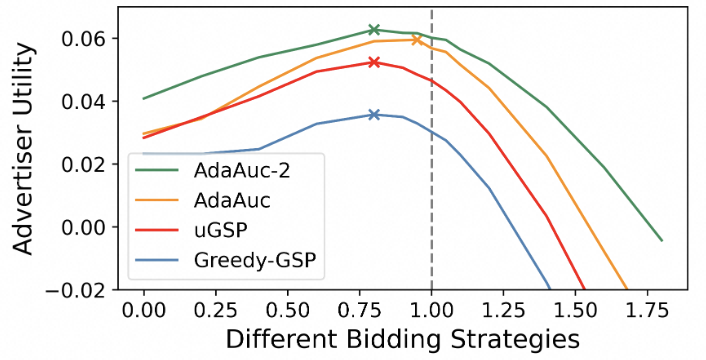 Advertiser Utility
0.06
0.04
0.02
0.00
−0.02
AdaAuc-2
AdaAuc
uGSP
Greedy-GSP
0.00 0.25 0.50 0.75 1.00 1.25 1.50 1.75
Different Bidding Strategies